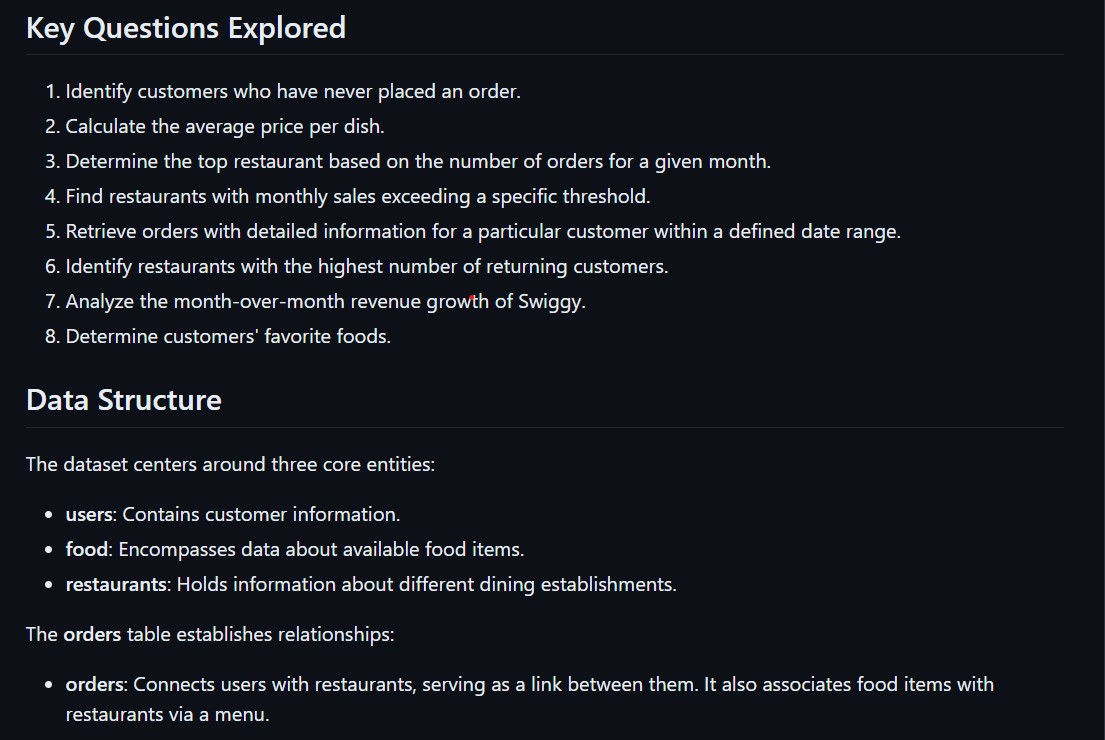 Key Questions Explored
1. Identify customers who have never placed an order.
2. Calculate the average price per dish.
3. Determine the top restaurant based on the number of orders for a given month.
4. Find restaurants with monthly sales exceeding a specific threshold.
5. Retrieve orders with detailed information for a particular customer within a defined date range.
6. Identify restaurants with the highest number of returning customers.
7. Analyze the month-over-month revenue growth of Swiggy.
8. Determine customers' favorite foods.
Data Structure
The dataset centers around three core entities:
• users: Contains customer information.
• food: Encompasses data about available food items.
• restaurants: Holds information about different dining establishments.
The orders table establishes relationships:
• orders: Connects users with restaurants, serving as a link between them. It also associates food items with
restaurants via a menu.